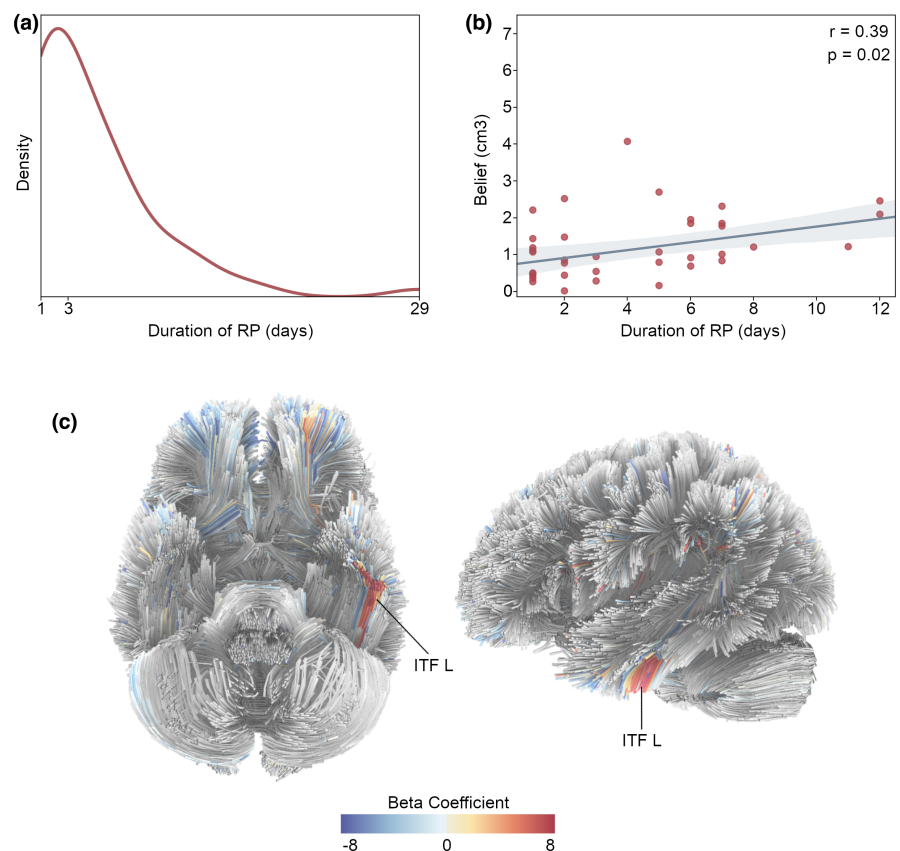 (a)
Density
1
3
29
Duration of RP (days)
(b)
r = 0.39
p = 0.02
Belief (cm3)
7
6
5
4
3
2
1
0
2
4
6
8
10
12
Duration of RP (days)
(c)
ITF L
ITF L
Beta Coefficient
-8
0
8